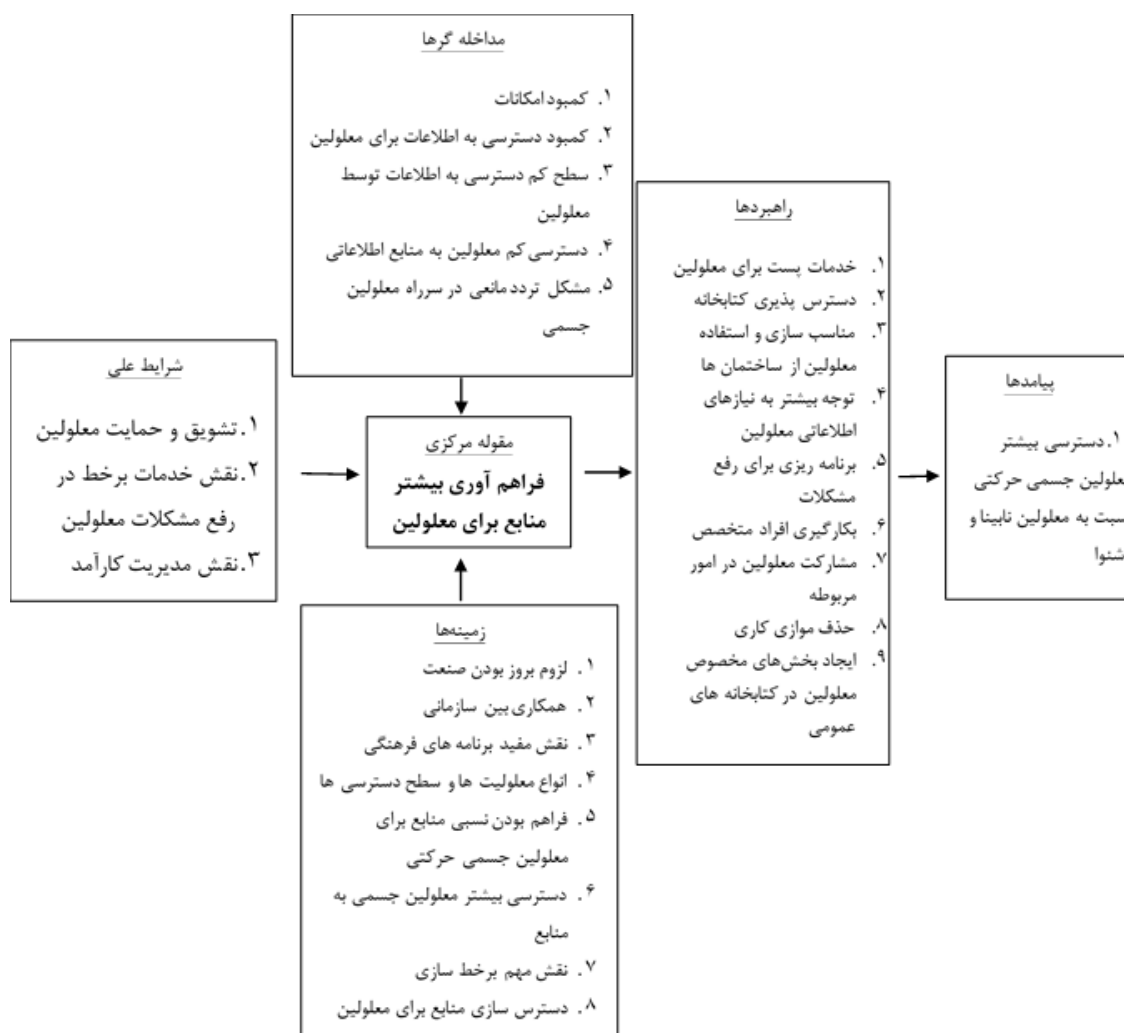 مداخله گرها
۱. کمبود امکانات
۲. کمبود دسترسی به اطلاعات برای معلولین
۳. سطح کم دسترسی به اطلاعات توسط
معلولین
۴. دسترسی کم معلولین به منابع اطلاعاتی
۵. مشکل تردد مانعی در سرراه معلولین
جسمی
شرایط علی
۱. تشویق و حمایت معلولین
۲. نقش خدمات برخط در
رفع مشکلات معلولین
۳. نقش مدیریت کارآمد
مقوله مرکزی
فراهم آوری بیشتر
منابع برای معلولین
زمینه‌ها
۱. لزوم بروز بودن صنعت
۲. همکاری بین سازمانی
۳. نقش مفید برنامه های فرهنگی
۴. انواع معلولیت ها و سطح دسترسی ها
۵. فراهم بودن نسبی منابع برای
معلولین جسمی حرکتی
۶. دسترسی بیشتر معلولین جسمی به
منابع
۷. نقش مهم برخط سازی
۸. دسترس سازی منابع برای معلولین
راهبردها
۱. خدمات پست برای معلولین
۲. دسترس پذیری کتابخانه
۳. مناسب سازی و استفاده
معلولین از ساختمان ها
۴. توجه بیشتر به نیازهای
اطلاعاتی معلولین
۵. برنامه ریزی برای رفع
مشکلات
۶. بکارگیری افراد متخصص
۷. مشارکت معلولین در امور
مربوطه
۸. حذف موازی کاری
۹. ایجاد بخش‌های مخصوص
معلولین در کتابخانه های
عمومی
پیامدها
۱. دسترسی بیشتر
جسمی حرکتی
به معلولین نابینا و